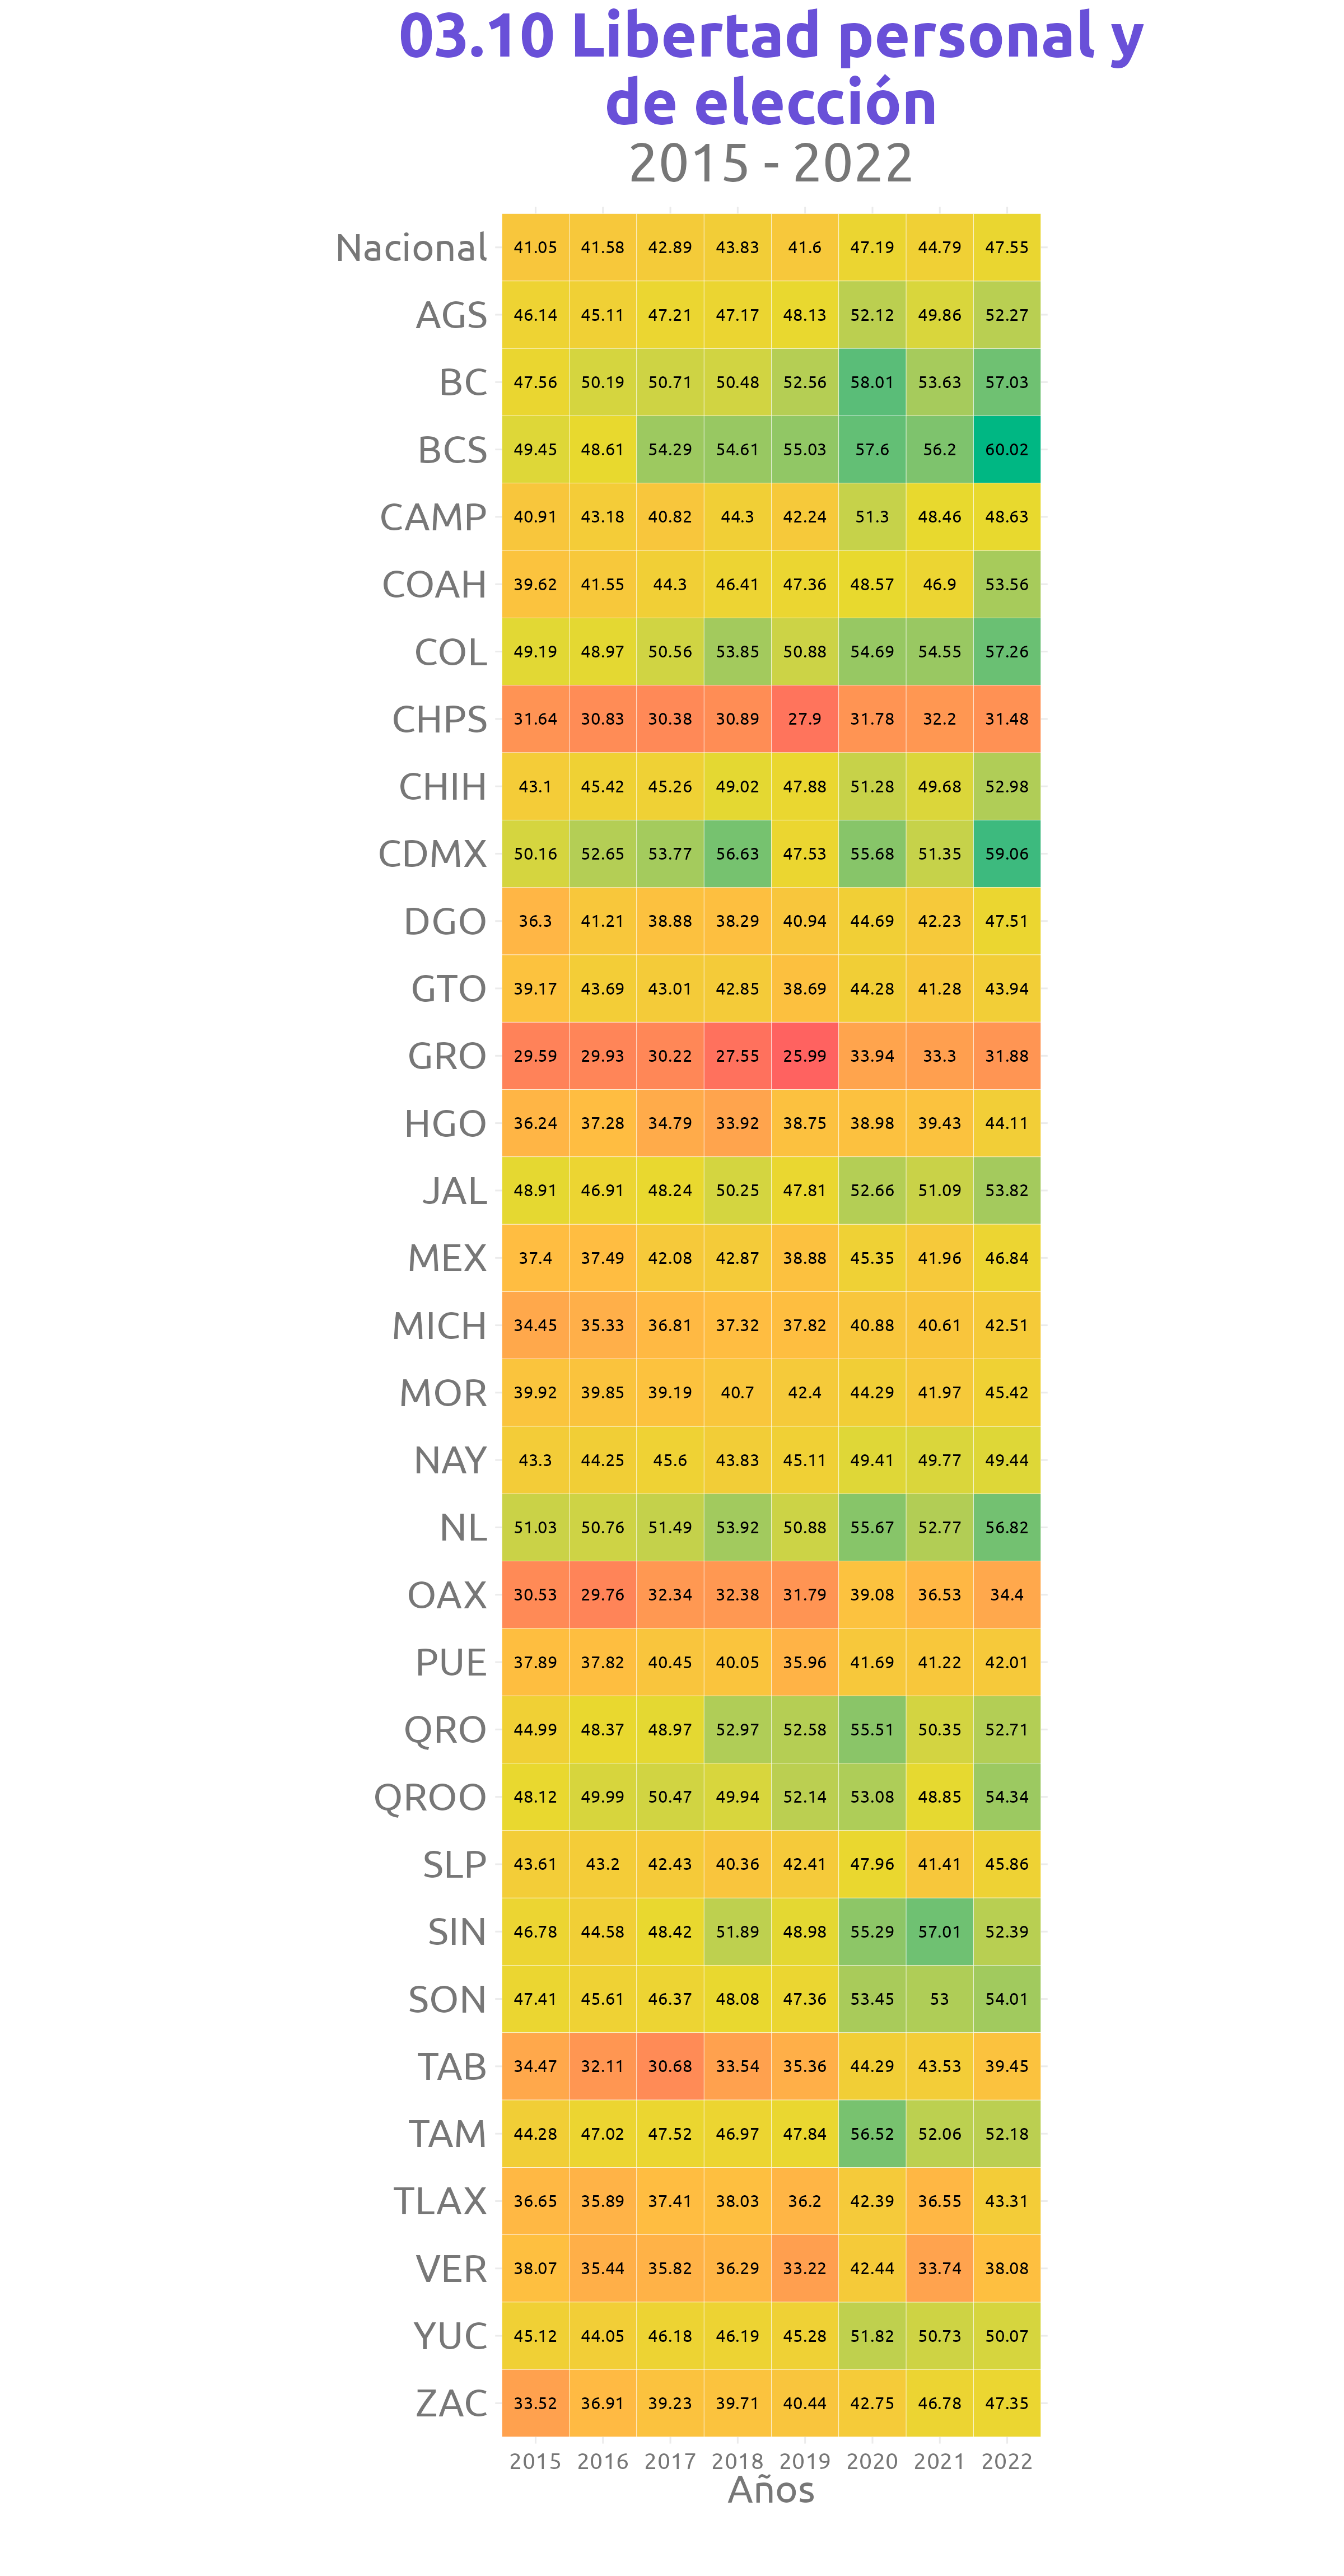 03.10 Libertad personal y
de elección
2015 - 2022
Nacional 41.05 41.58 42.89 43.83 41.6 47.19 44.79 47.55
AGS 46.14 45.11 47.21 47.17 48.13 52.12 49.86 52.27
BC 47.56 50.19 50.71 50.48 52.56 58.01 53.63 57.03
BCS 49.45 48.61 54.29 54.61 55.03 57.6 56.2 60.02
CAMP 40.91 43.18 40.82 44.3 42.24 51.3 48.46 48.63
COAH 39.62 41.55 44.3 46.41 47.36 48.57 46.9 53.56
COL 49.19 48.97 50.56 53.85 50.88 54.69 54.55 57.26
CHPS 31.64 30.83 30.38 30.89 27.9 31.78 32.2 31.48
CHIH 43.1 45.42 45.26 49.02 47.88 51.28 49.68 52.98
CDMX 50.16 52.65 53.77 56.63 47.53 55.68 51.35 59.06
DGO 36.3 41.21 38.88 38.29 40.94 44.69 42.23 47.51
GTO 39.17 43.69 43.01 42.85 38.69 44.28 41.28 43.94
GRO 29.59 29.93 30.22 27.55 25.99 33.94 33.3 31.88
HGO 36.24 37.28 34.79 33.92 38.75 38.98 39.43 44.11
JAL 48.91 46.91 48.24 50.25 47.81 52.66 51.09 53.82
MEX 37.4 37.49 42.08 42.87 38.88 45.35 41.96 46.84
MICH 34.45 35.33 36.81 37.32 37.82 40.88 40.61 42.51
MOR 39.92 39.85 39.19 40.7 42.4 44.29 41.97 45.42
NAY 43.3 44.25 45.6 43.83 45.11 49.41 49.77 49.44
NL 51.03 50.76 51.49 53.92 50.88 55.67 52.77 56.82
OAX 30.53 29.76 32.34 32.38 31.79 39.08 36.53 34.4
PUE 37.89 37.82 40.45 40.05 35.96 41.69 41.22 42.01
QRO 44.99 48.37 48.97 52.97 52.58 55.51 50.35 52.71
QROO 48.12 49.99 50.47 49.94 52.14 53.08 48.85 54.34
SLP 43.61 43.2 42.43 40.36 42.41 47.96 41.41 45.86
SIN 46.78 44.58 48.42 51.89 48.98 55.29 57.01 52.39
SON 47.41 45.61 46.37 48.08 47.36 53.45 53 54.01
TAB 34.47 32.11 30.68 33.54 35.36 44.29 43.53 39.45
TAM 44.28 47.02 47.52 46.97 47.84 56.52 52.06 52.18
TLAX 36.65 35.89 37.41 38.03 36.2 42.39 36.55 43.31
VER 38.07 35.44 35.82 36.29 33.22 42.44 33.74 38.08
YUC 45.12 44.05 46.18 46.19 45.28 51.82 50.73 50.07
ZAC 33.52 36.91 39.23 39.71 40.44 42.75 46.78 47.35
2015 2016 2017 2018 2019 2020 2021 2022
Años